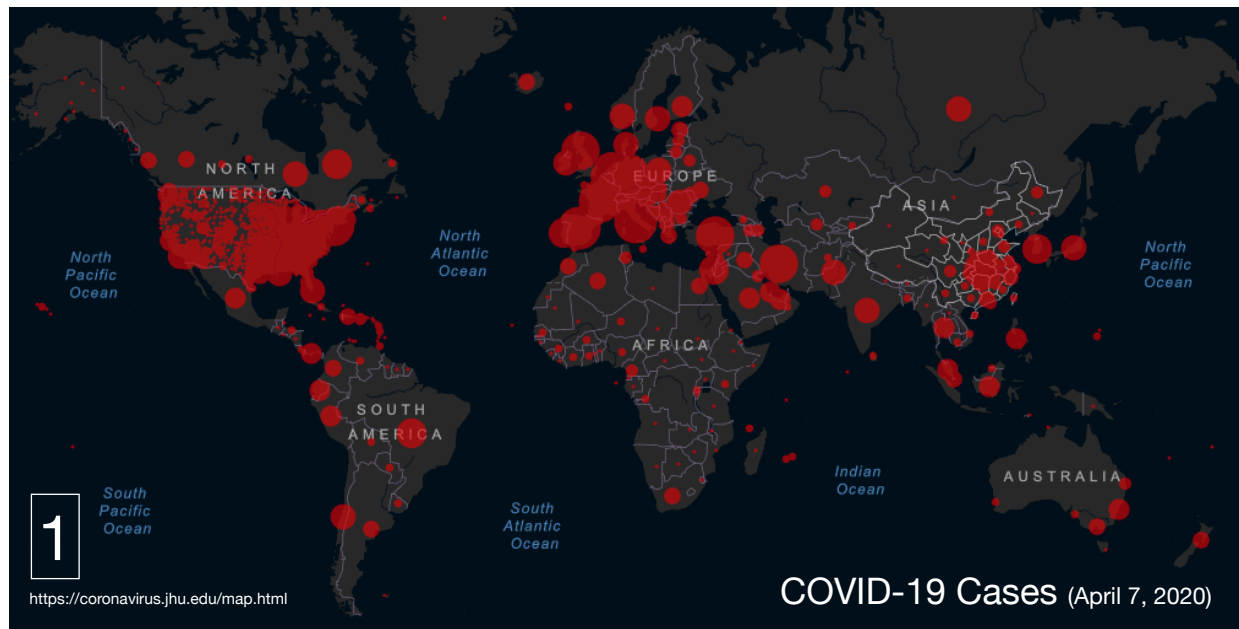 NORTH
AMERICA
EUROPE
ASIA
North
Pacific
Ocean
North
Atlantic
Ocean
North
Pacific
Ocean
AFRICA
SOUTH
AMERICA
Indian
Ocean
AUSTRALIA
South
Pacific
Ocean
South
Atlantic
Ocean
1
https://coronavirus.jhu.edu/map.html
COVID-19 Cases (April 7, 2020)